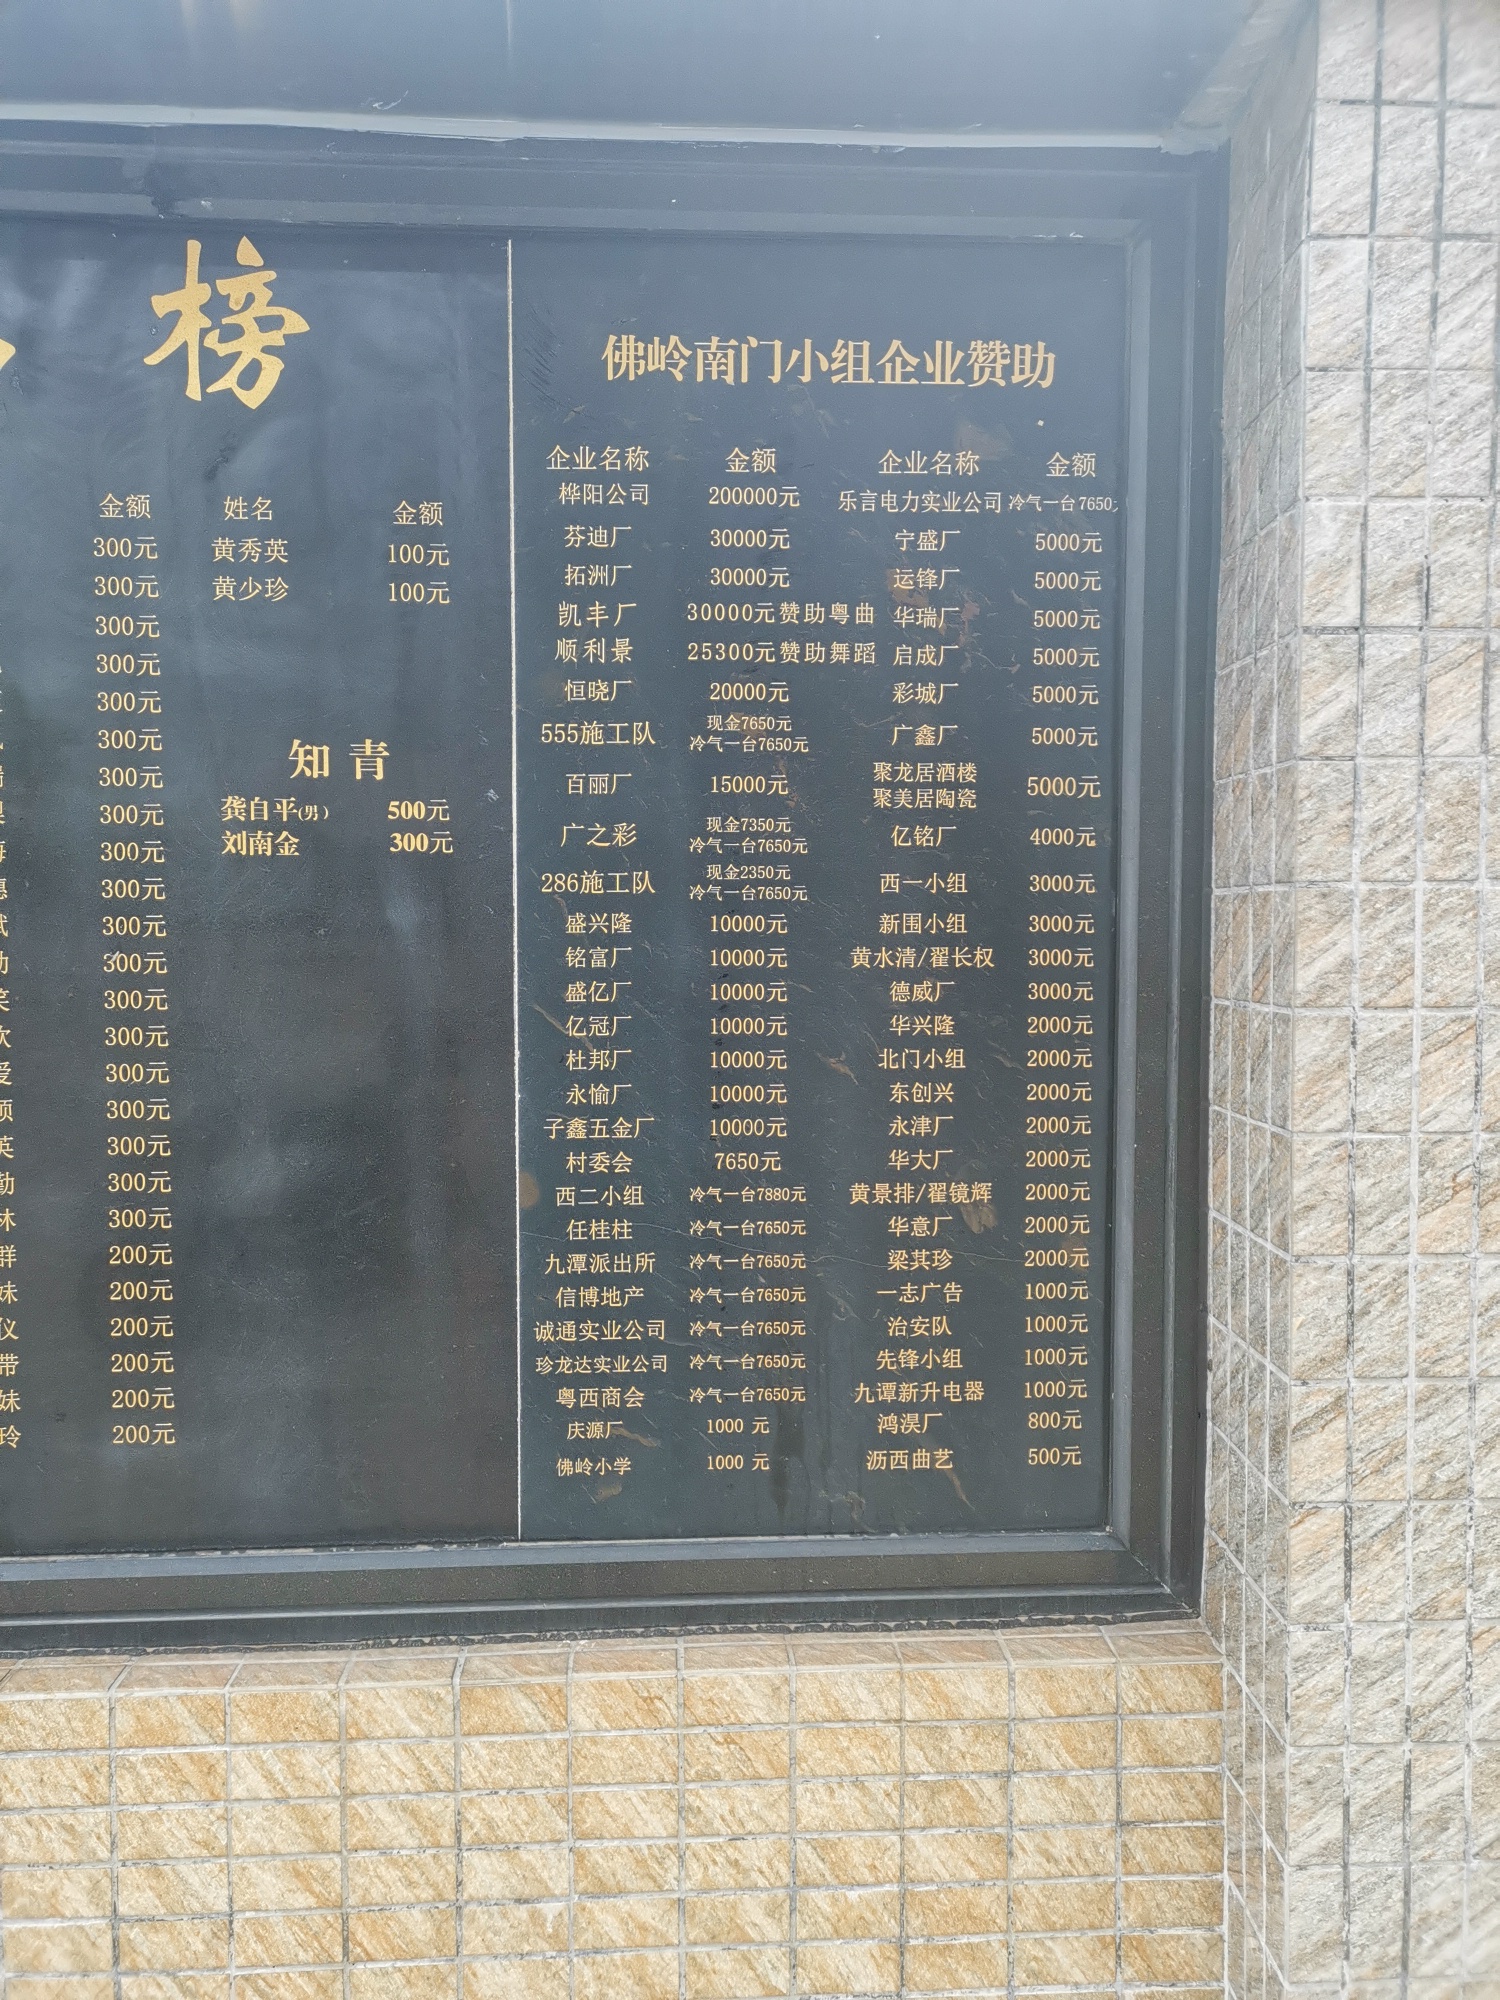 榜
金额 姓名 金额
300元 黄秀英 100元
300元 黄少珍 100元
300元
300元
300元
300元
300元
300元
300元
300元
300元
300元
300元
300元
爱 300元
300元
英 300元
勤 300元
林 300元
群 200元
妹 200元
仪 200元
带 200元
妹 200元
玲 200元
知青
龚自平(男) 500元
刘南金 300元
佛岭南门小组企业赞助
企业名称 金额 企业名称 金额
桦阳公司 200000元 乐言电力实业公司 冷气一台7650
芬迪厂 30000元 宁盛厂 5000元
拓洲厂 30000元 运锋厂 5000元
凯丰厂 30000元赞助粤曲 华瑞厂 5000元
顺利景 25300元赞助舞蹈 启成厂 5000元
恒晓厂 20000元 彩城厂 5000元
555施工队 现金7650元 冷气一台7650元 广鑫厂 5000元
百丽厂 15000元 聚龙居酒楼 聚美居陶瓷 5000元
广之彩 现金7350元 冷气一台7650元 亿铭厂 4000元
286施工队 现金2350元 冷气一台7650元 西一小组 3000元
盛兴隆 10000元 新围小组 3000元
铭富厂 10000元 黄水清/翟长权 3000元
盛亿厂 10000元 德威厂 3000元
亿冠厂 10000元 华兴隆 2000元
杜邦厂 10000元 北门小组 2000元
永愉厂 10000元 东创兴 2000元
子鑫五金厂 10000元 永津厂 2000元
村委会 7650元 华大厂 2000元
西二小组 冷气一台7880元 黄景排/翟镜辉 2000元
任桂柱 冷气一台7650元 华意厂 2000元
九潭派出所 冷气一台7650元 梁其珍 2000元
信博地产 冷气一台7650元 一志广告 1000元
诚通实业公司 冷气一台7650元 治安队 1000元
珍龙达实业公司 冷气一台7650元 先锋小组 1000元
粤西商会 冷气一台7650元 九谭新升电器 1000元
庆源厂 1000 元 鸿淏厂 800元
佛岭小学 1000 元 沥西曲艺 500元